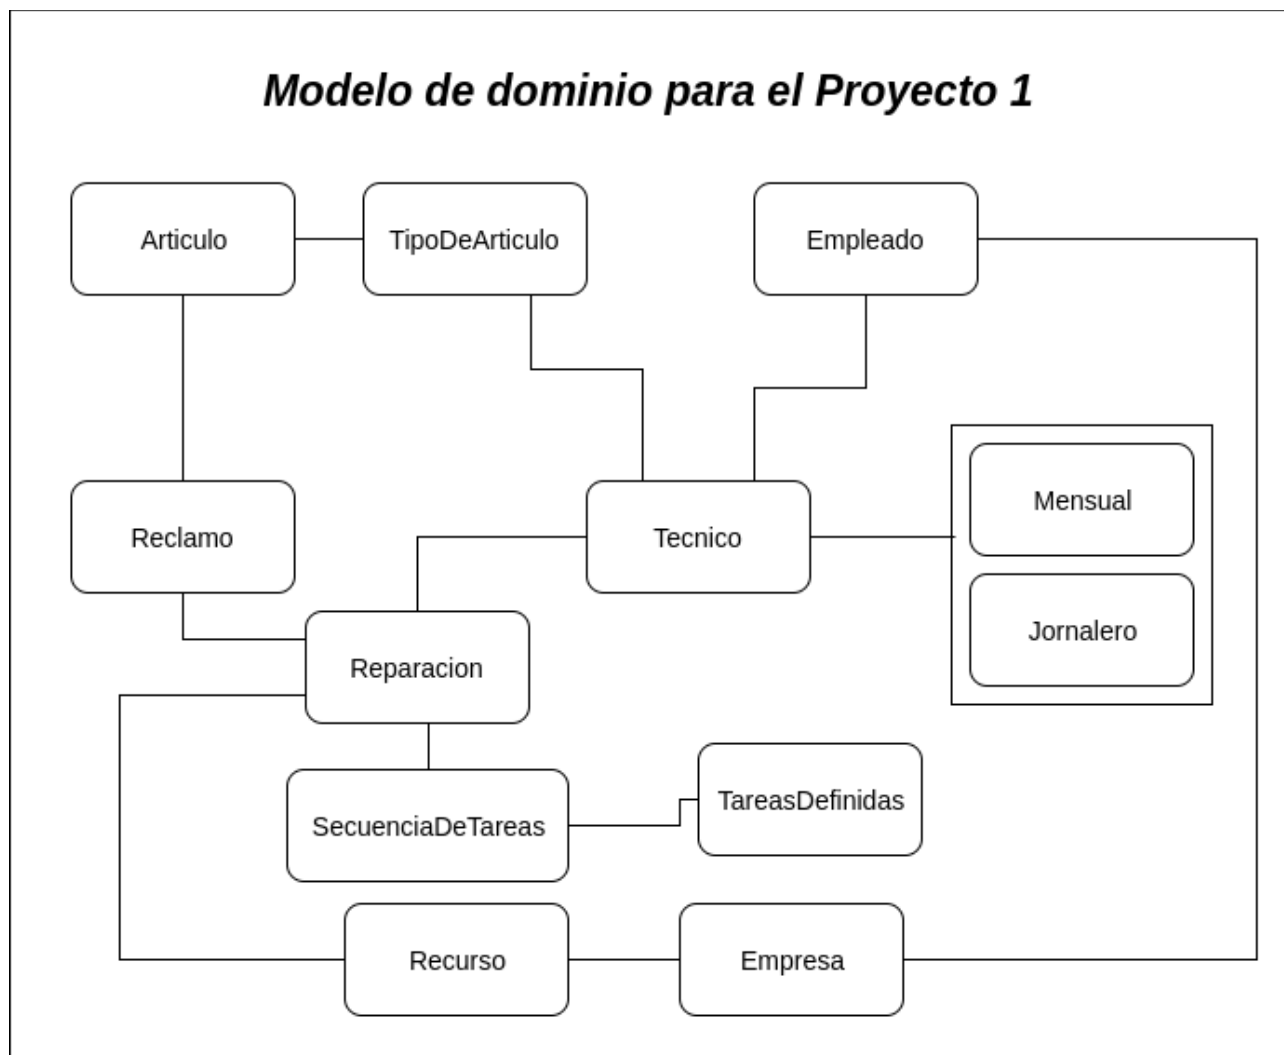 Modelo de dominio para el Proyecto 1
Articulo
TipoDeArticulo
Empleado
Mensual
Reclamo
Tecnico
Jornalero
Reparacion
TareasDefinidas
SecuenciaDeTareas
Recurso
Empresa